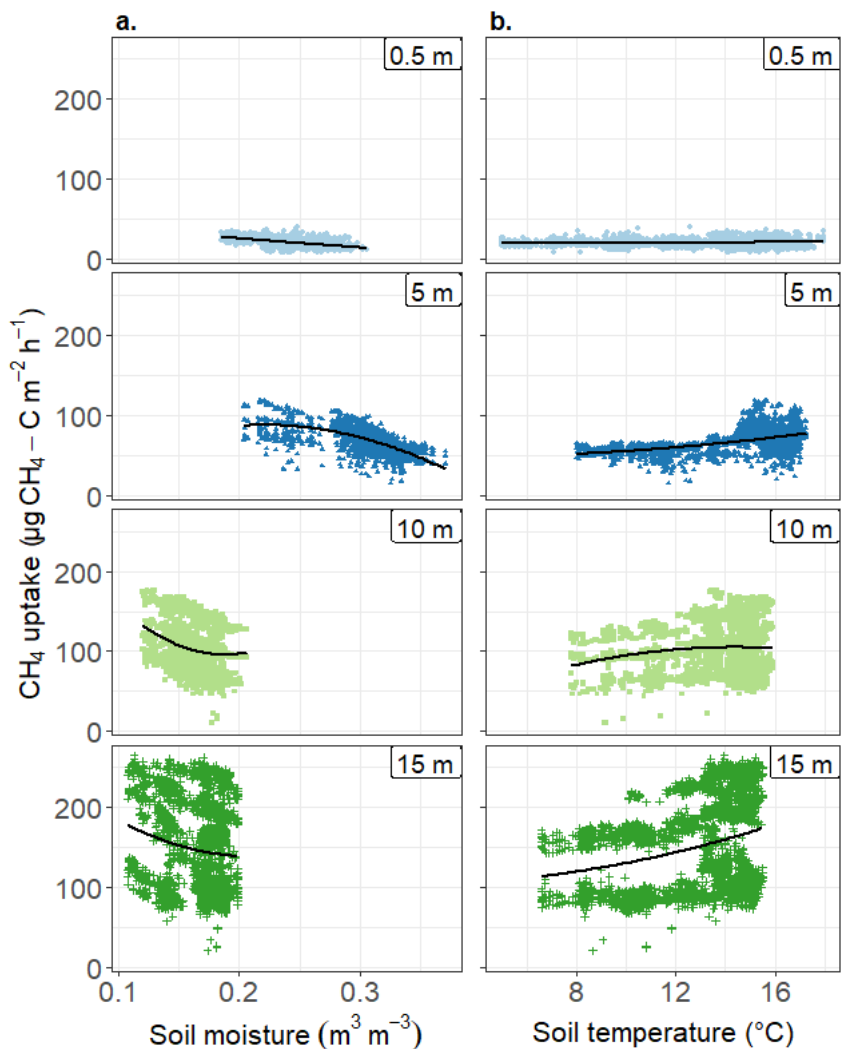 a.
b.
0.5 m
0.5 m
200
100
0
5 m
5 m
200
100
0
10 m
10 m
200
100
0
15 m
15 m
200
100
0
CH₄ uptake (µg CH₄ − C m⁻² h⁻¹)
0.1 0.2 0.3
8 12 16
Soil moisture (m³ m⁻³)
Soil temperature (°C)